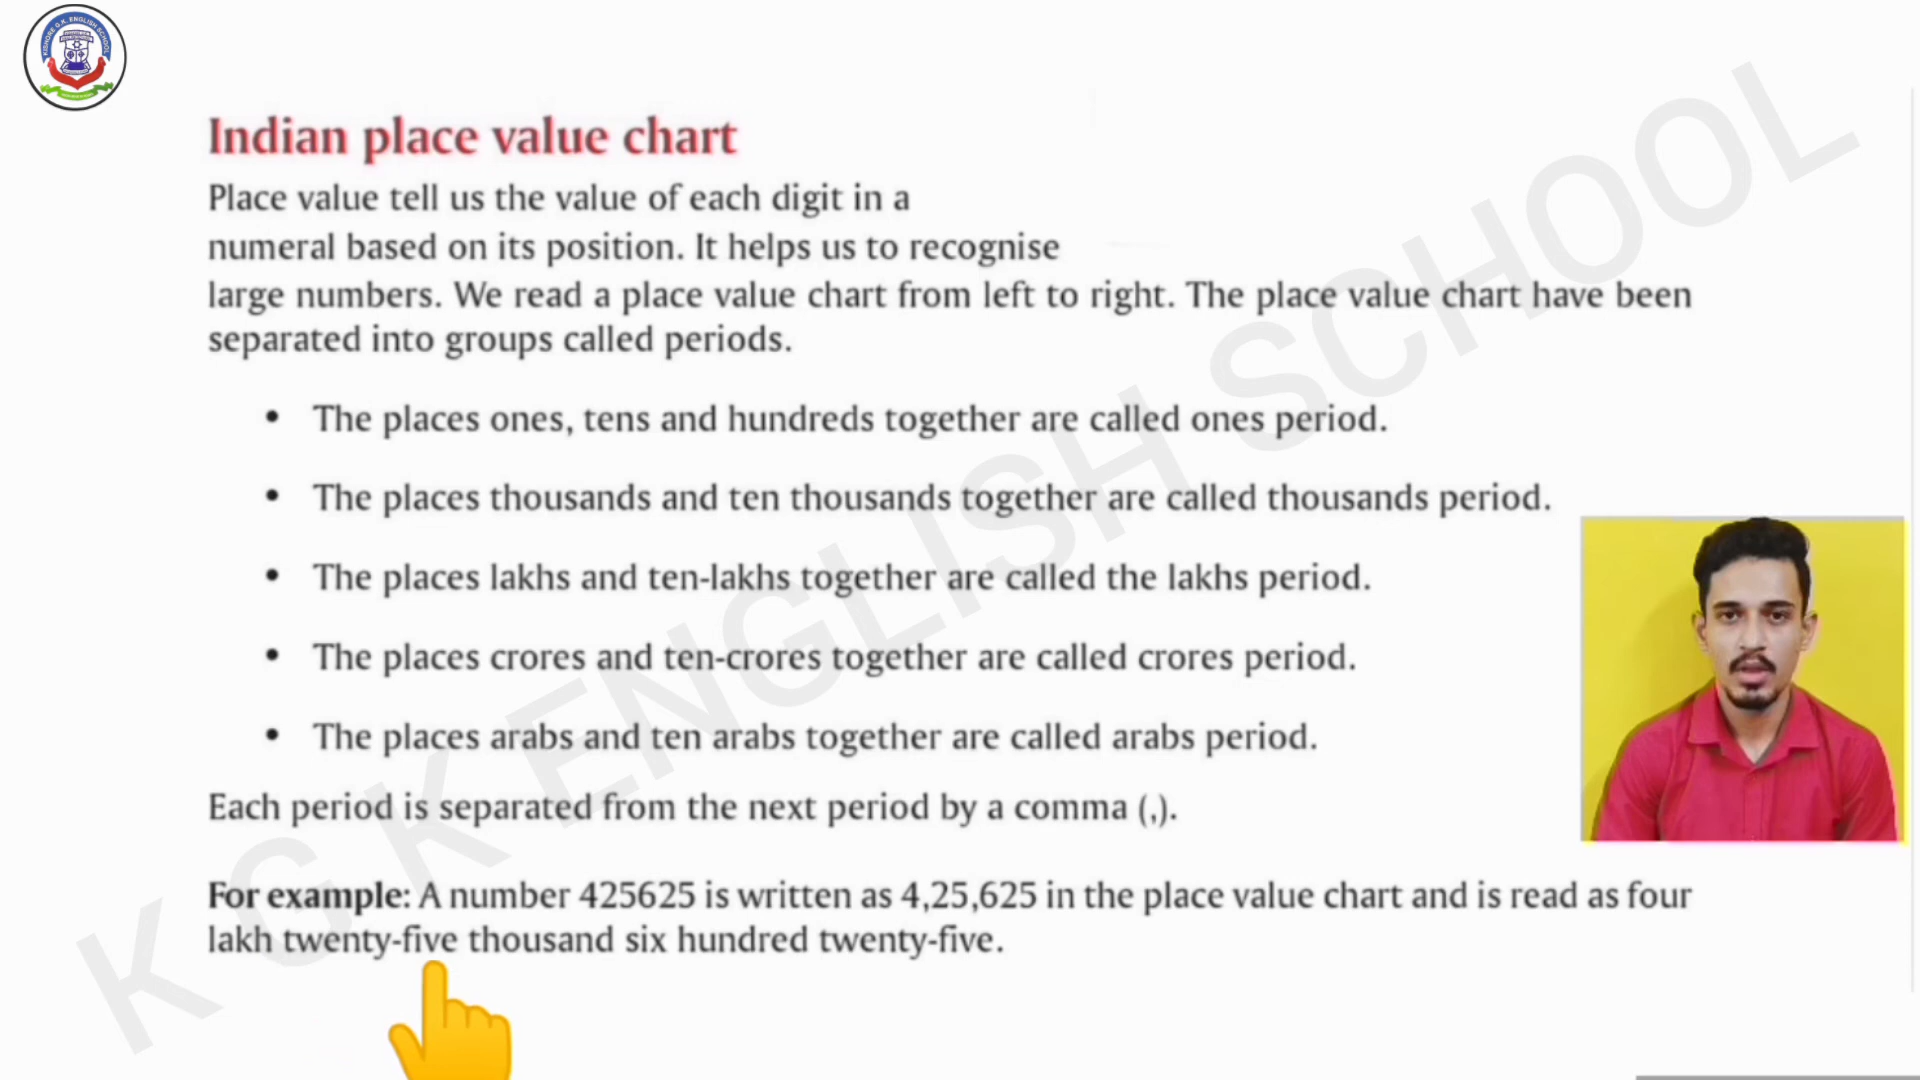 KISHORE G.K. ENGLISH SCHOOL
Indian place value chart
Place value tell us the value of each digit in a
numeral based on its position. It helps us to recognise
large numbers. We read a place value chart from left to right. The place value chart have been
separated into groups called periods.
• The places ones, tens and hundreds together are called ones period.
• The places thousands and ten thousands together are called thousands period.
• The places lakhs and ten-lakhs together are called the lakhs period.
• The places crores and ten-crores together are called crores period.
• The places arabs and ten arabs together are called arabs period.
Each period is separated from the next period by a comma (,).
For example: A number 425625 is written as 4,25,625 in the place value chart and is read as four
lakh twenty-five thousand six hundred twenty-five.
K G K ENGLISH SCHOOL